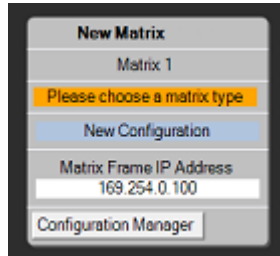 New Matrix
Matrix 1
Please choose a matrix type
New Configuration
Matrix Frame IP Address
169.254.0.100
Configuration Manager